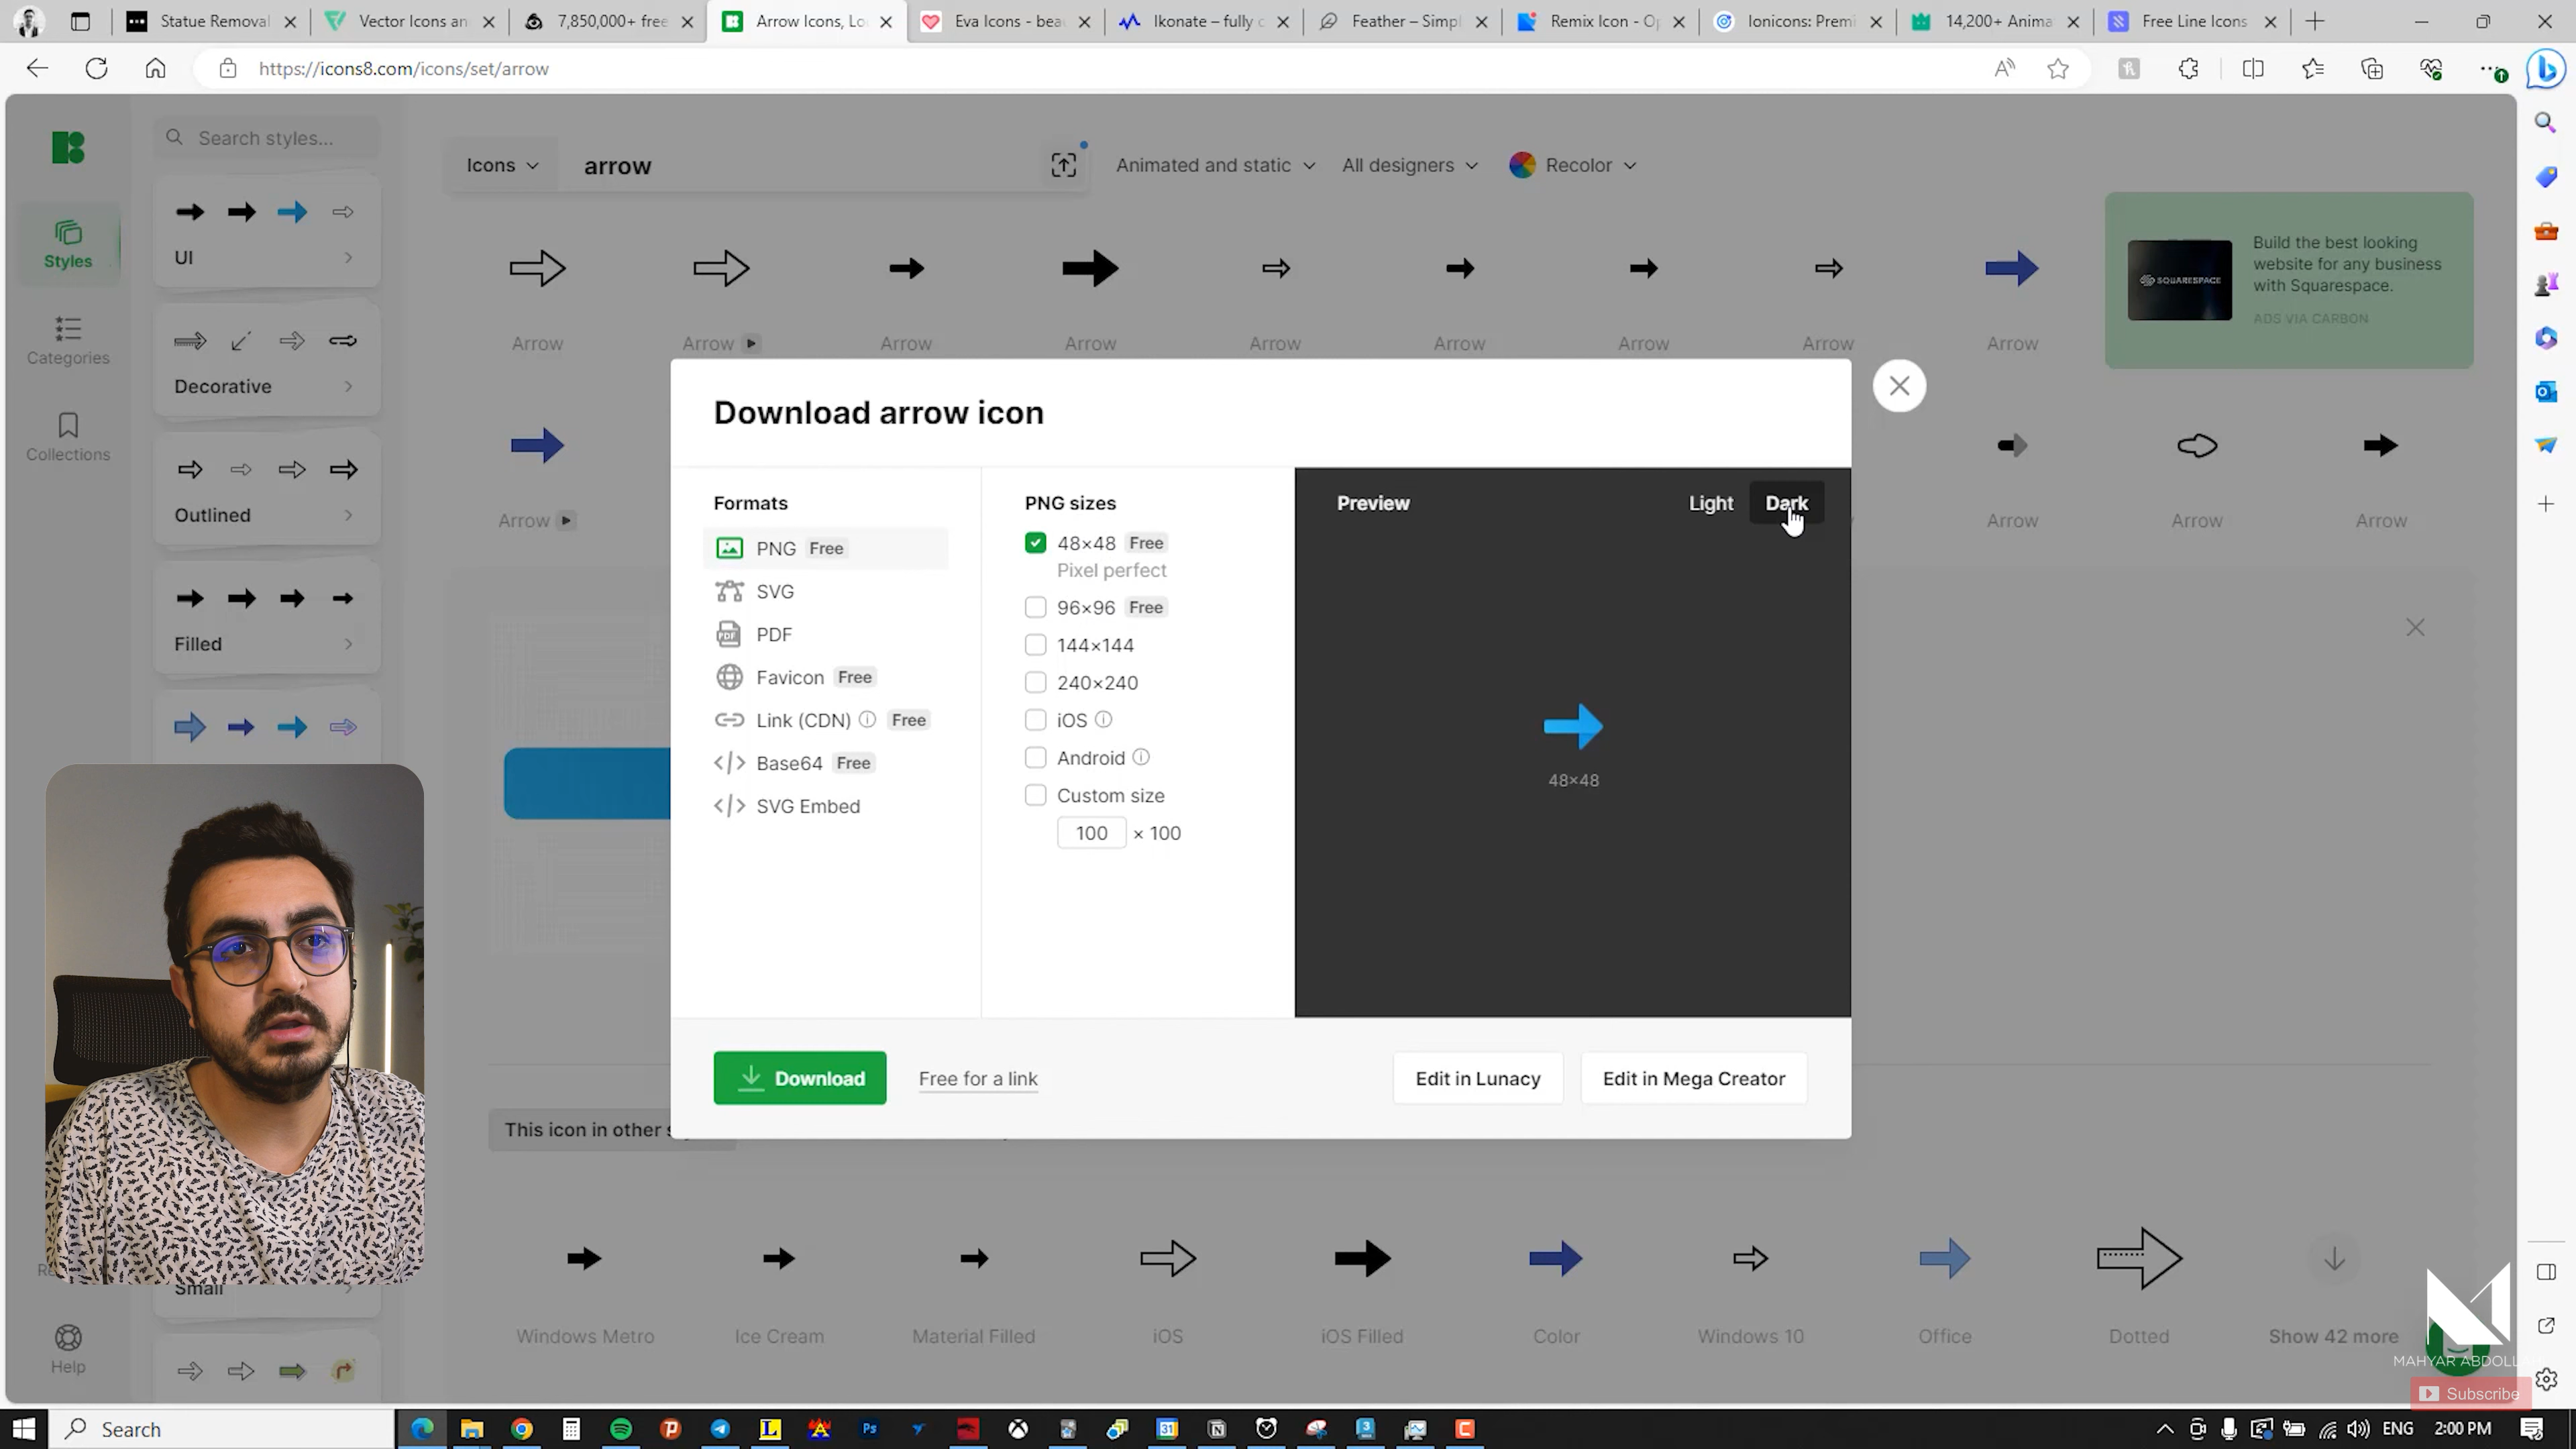 Statue Removal
Vector Icons an
7,850,000+ free
Arrow Icons, Lo
Eva Icons - beau
Ikonate – fully c
Feather – Simpl
Remix Icon - Op
Ionicons: Premi
14,200+ Anima
Free Line Icons
https://icons8.com/icons/set/arrow
Search styles...
Icons
arrow
Animated and static
All designers
Recolor
Styles
Categories
Collections
Help
UI
Decorative
Outlined
Filled
Small
Arrow
Arrow
Arrow
Arrow
Arrow
Arrow
Arrow
Arrow
Arrow
Build the best looking
website for any business
with Squarespace.
ADS VIA CARBON
SQUARESPACE
Arrow
Arrow
Arrow
Arrow
Download arrow icon
Formats
PNG Free
SVG
PDF
Favicon Free
Link (CDN) Free
Base64 Free
SVG Embed
PNG sizes
48×48 Free
Pixel perfect
96×96 Free
144×144
240×240
iOS
Android
Custom size
100 × 100
Preview
Light
Dark
48×48
Download
Free for a link
Edit in Lunacy
Edit in Mega Creator
This icon in other s
Windows Metro
Ice Cream
Material Filled
iOS
iOS Filled
Color
Windows 10
Office
Dotted
Show 42 more
MAHYAR ABDOLL
Subscribe
Search
ENG
2:00 PM